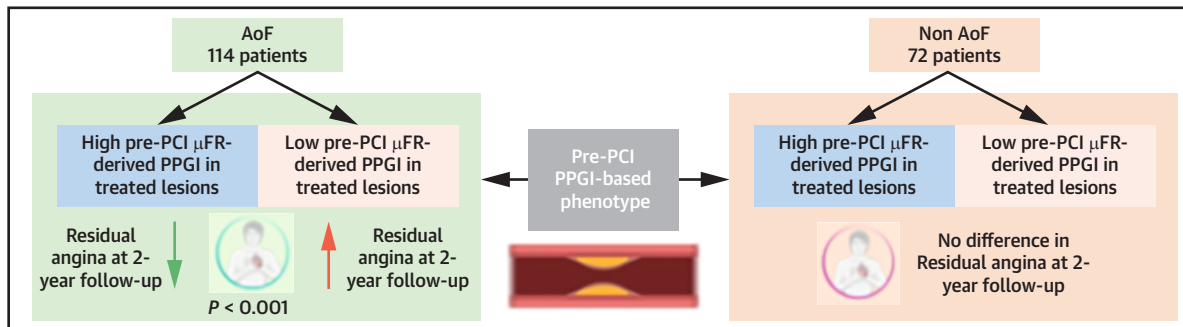 AoF
114 patients
High pre-PCI μFR-
derived PPGI in
treated lesions
Low pre-PCI μFR-
derived PPGI in
treated lesions
Residual
angina at 2-
year follow-up
P < 0.001
Residual
angina at 2-
year follow-up
Pre-PCI
PPGI-based
phenotype
Non AoF
72 patients
High pre-PCI μFR-
derived PPGI in
treated lesions
Low pre-PCI μFR-
derived PPGI in
treated lesions
No difference in
Residual angina at 2-
year follow-up